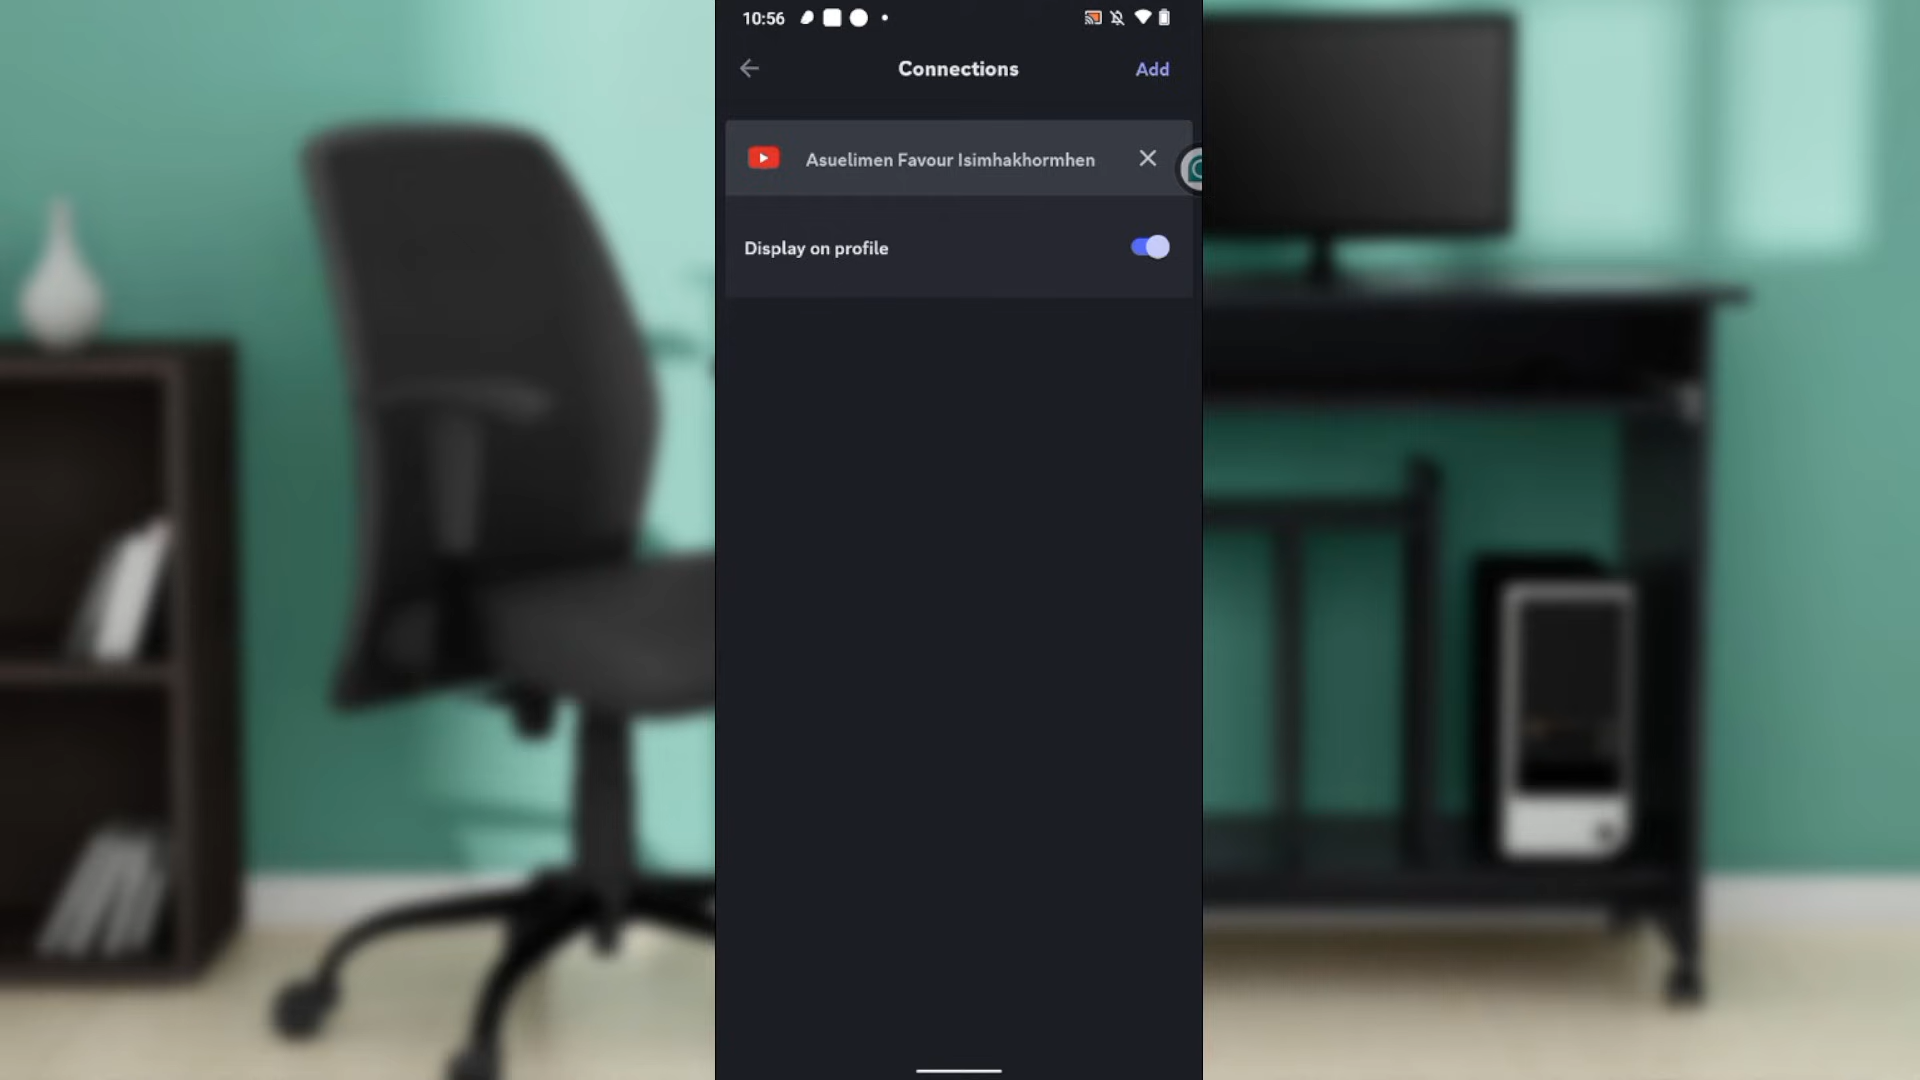 10:56
Connections
Add
Asuelimen Favour Isimhakhormhen
Display on profile